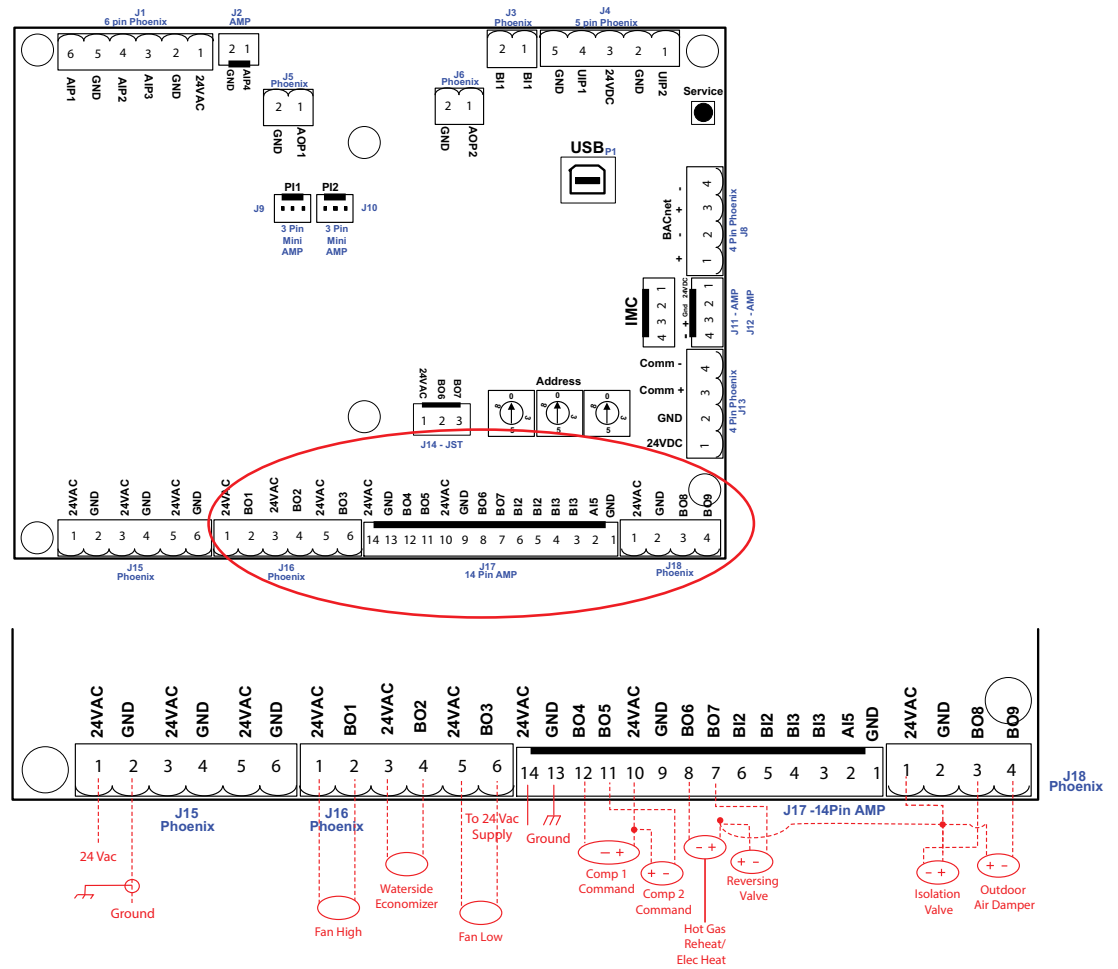 J1
6 pin Phoenix
J2
AMP
J3
Phoenix
J4
5 pin Phoenix
6 5 4 3 2 1
AIP1 GND AIP2 AIP3 GND 24VAC
2 1
GND AIP4
2 1
BI1 BI1
5 4 3 2 1
GND UIP1 24VDC GND UIP2
J5
Phoenix
2 1
GND AOP1
J6
Phoenix
2 1
GND AOP2
Service
USB P1
PI1 PI2
J9 J10
3 Pin
Mini
AMP
3 Pin
Mini
AMP
BACnet
- + - +
4 3 2 1
4 Pin Phoenix
J8
IMC
4 3 2 1
- + Gnd 24VDC
4 3 2 1
J11 - AMP
J12 - AMP
Comm - 4
Comm + 3
GND 2
24VDC 1
4 Pin Phoenix
J13
24VAC BO6 BO7
1 2 3
J14 - JST
Address
0 3 5 8
0 3 5 8
0 3 5 8
24VAC GND 24VAC GND 24VAC GND
1 2 3 4 5 6
J15
Phoenix
24VAC BO1 24VAC BO2 24VAC BO3
1 2 3 4 5 6
J16
Phoenix
24VAC GND BO4 BO5 24VAC GND BO6 BO7 BI2 BI2 BI3 BI3 AI5 GND
14 13 12 11 10 9 8 7 6 5 4 3 2 1
J17
14 Pin AMP
24VAC GND BO8 BO9
1 2 3 4
J18
Phoenix
24VAC GND 24VAC GND 24VAC GND
1 2 3 4 5 6
J15
Phoenix
24VAC BO1 24VAC BO2 24VAC BO3
1 2 3 4 5 6
J16
Phoenix
24VAC GND BO4 BO5 24VAC GND BO6 BO7 BI2 BI2 BI3 BI3 AI5 GND
14 13 12 11 10 9 8 7 6 5 4 3 2 1
J17 -14Pin AMP
24VAC GND BO8 BO9
1 2 3 4
J18
Phoenix
24 Vac
Ground
Fan High
Waterside
Economizer
Fan Low
To 24Vac
Supply
Ground
- +
Comp 1
Command
+ -
Comp 2
Command
- +
Hot Gas
Reheat/
Elec Heat
+ -
Reversing
Valve
- +
Isolation
Valve
+ -
Outdoor
Air Damper